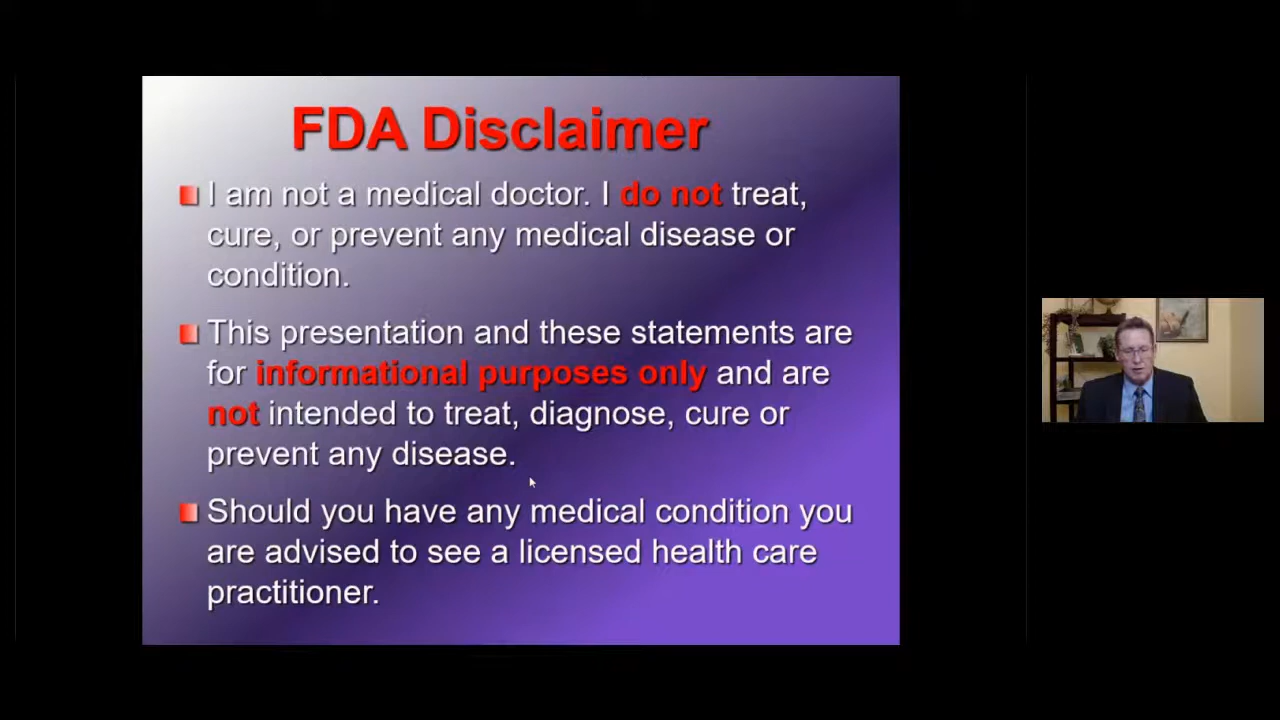 FDA Disclaimer
I am not a medical doctor. I do not treat,
cure, or prevent any medical disease or
condition.
This presentation and these statements are
for informational purposes only and are
not intended to treat, diagnose, cure or
prevent any disease.
Should you have any medical condition you
are advised to see a licensed health care
practitioner.